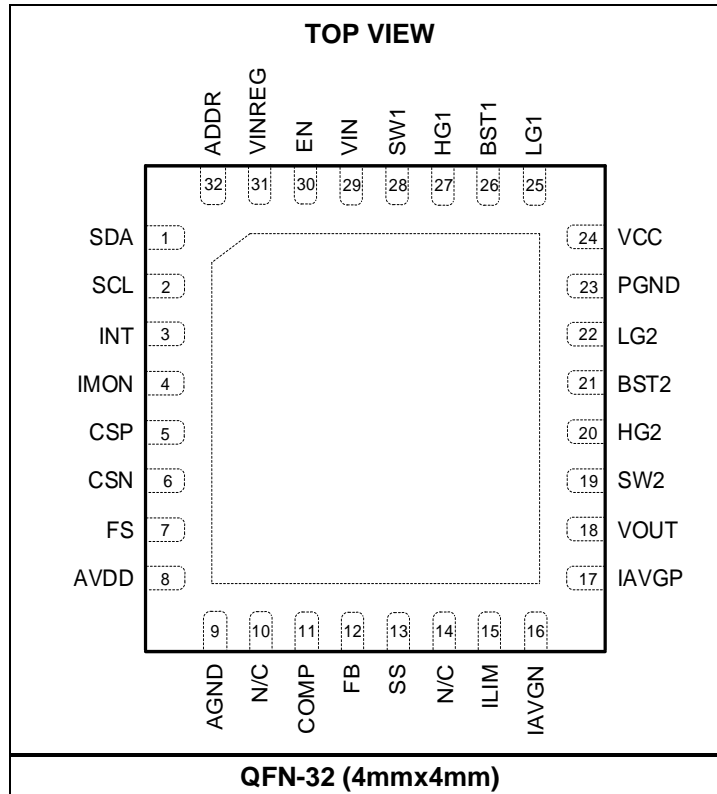 TOP VIEW
ADDR
VINREG
EN
VIN
SW1
HG1
BST1
LG1
32 31 30 29 28 27 26 25
SDA 1
SCL 2
INT 3
IMON 4
CSP 5
CSN 6
FS 7
AVDD 8
24 VCC
23 PGND
22 LG2
21 BST2
20 HG2
19 SW2
18 VOUT
17 IAVGP
9 10 11 12 13 14 15 16
AGND
N/C
COMP
FB
SS
N/C
ILIM
IAVGN
QFN-32 (4mmx4mm)